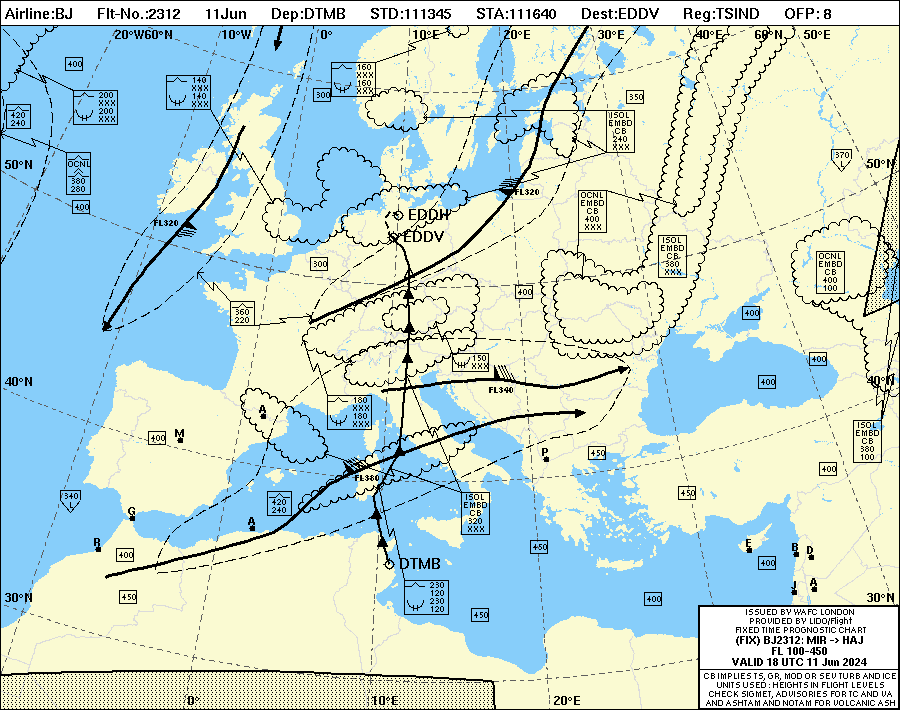 Airline:BJ Flt-No.:2312 11Jun Dep:DTMB STD:111345 STA:111640 Dest:EDDV Reg:TSIND OFP: 8
20°W60°N 10°W 0° 10°E 20°E 30°E 40°E 60°N 50°E
400
200
XXX
200
XXX
140
XXX
140
XXX
300
160
XXX
160
XXX
350
420
240
ISOL
EMBD
CB
240
XXX
50°N
OCNL
380
280
400
370
L
50°N
FL320
FL320
OCNL
EMBD
CB
400
XXX
EDDH
EDDV
ISOL
EMBD
CB
380
XXX
300
OCNL
EMBD
CB
400
100
400
360
220
400
150
XXX
400
40°N
FL340
400
40°N
180
XXX
180
XXX
A
M
400
ISOL
EMBD
CB
380
100
P
450
400
FL380
340
L
420
240
450
ISOL
EMBD
CB
320
XXX
G
A
R
400
450
E
B
D
400
DTMB
30°N
450
230
120
230
120
450
400
J
A
30°N
ISSUED BY WAFC LONDON
PROVIDED BY LIDO/Flight
FIXED TIME PROGNOSTIC CHART
(FIX) BJ2312: MIR -> HAJ
FL 100-450
VALID 18 UTC 11 Jun 2024
CB IMPLIES TS, GR, MOD OR SEV TURB AND ICE
UNITS USED : HEIGHTS IN FLIGHT LEVELS
CHECK SIGMET, ADVISORIES FOR TC AND VA
AND ASHTAM AND NOTAM FOR VOLCANIC ASH
0° 10°E 20°E